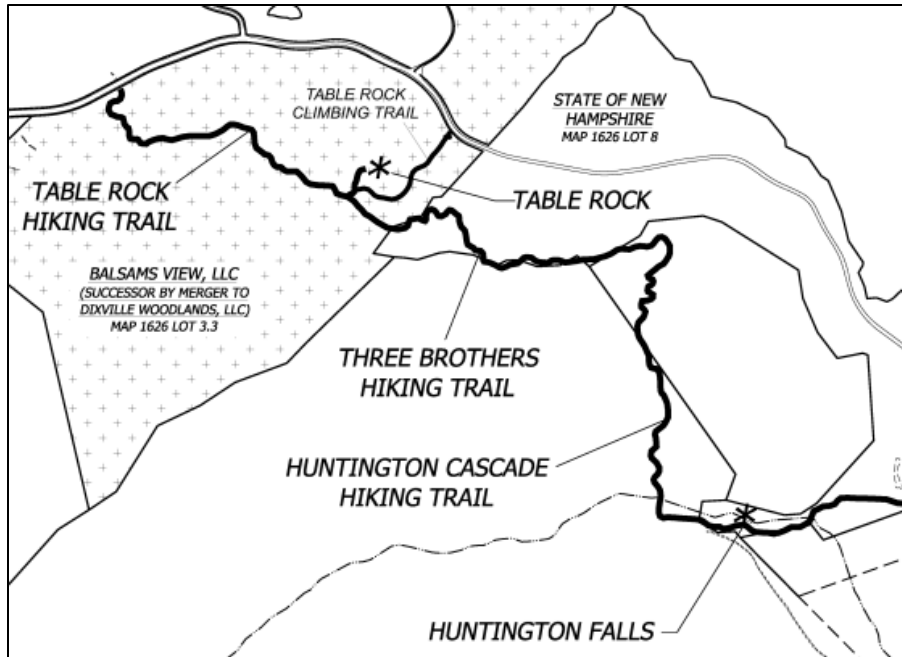 TABLE ROCK
CLIMBING TRAIL
STATE OF NEW
HAMPSHIRE
MAP 1626 LOT 8
TABLE ROCK
HIKING TRAIL
TABLE ROCK
BALSAMS VIEW, LLC
(SUCCESSOR BY MERGER TO
DIXVILLE WOODLANDS, LLC)
MAP 1626 LOT 3.3
THREE BROTHERS
HIKING TRAIL
HUNTINGTON CASCADE
HIKING TRAIL
HUNTINGTON FALLS